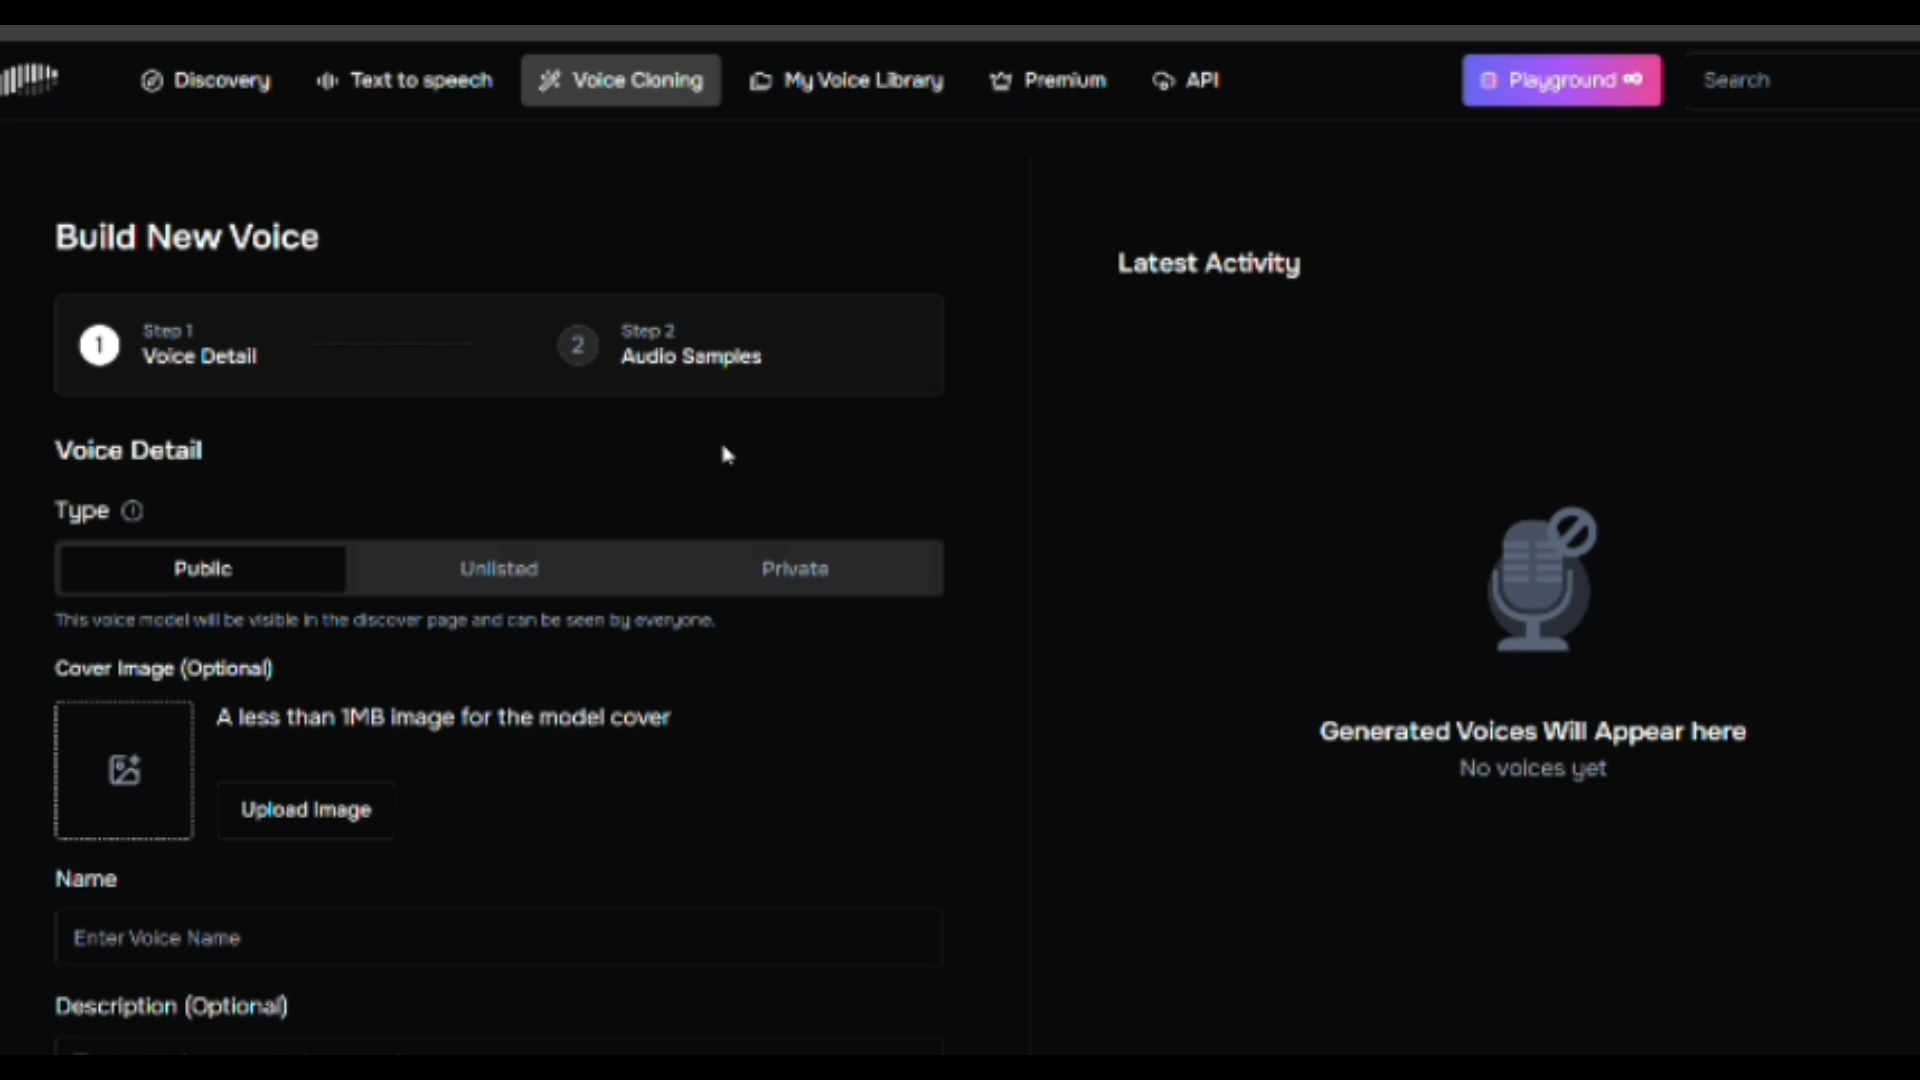 Discovery
Text to speech
Voice Cloning
My Voice Library
Premium
API
Playground
Search
Build New Voice
1
Step 1
Voice Detail
2
Step 2
Audio Samples
Latest Activity
Voice Detail
Type
Public
Unlisted
Private
This voice model will be visible in the discover page and can be seen by everyone.
Cover Image (Optional)
A less than 1MB image for the model cover
Upload Image
Generated Voices Will Appear here
No voices yet
Name
Enter Voice Name
Description (Optional)